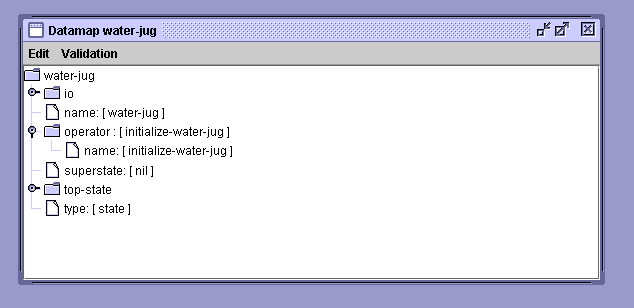 Datamap water-jug
Edit Validation
water-jug
io
name: [ water-jug ]
operator : [ initialize-water-jug ]
name: [ initialize-water-jug ]
superstate: [ nil ]
top-state
type: [ state ]